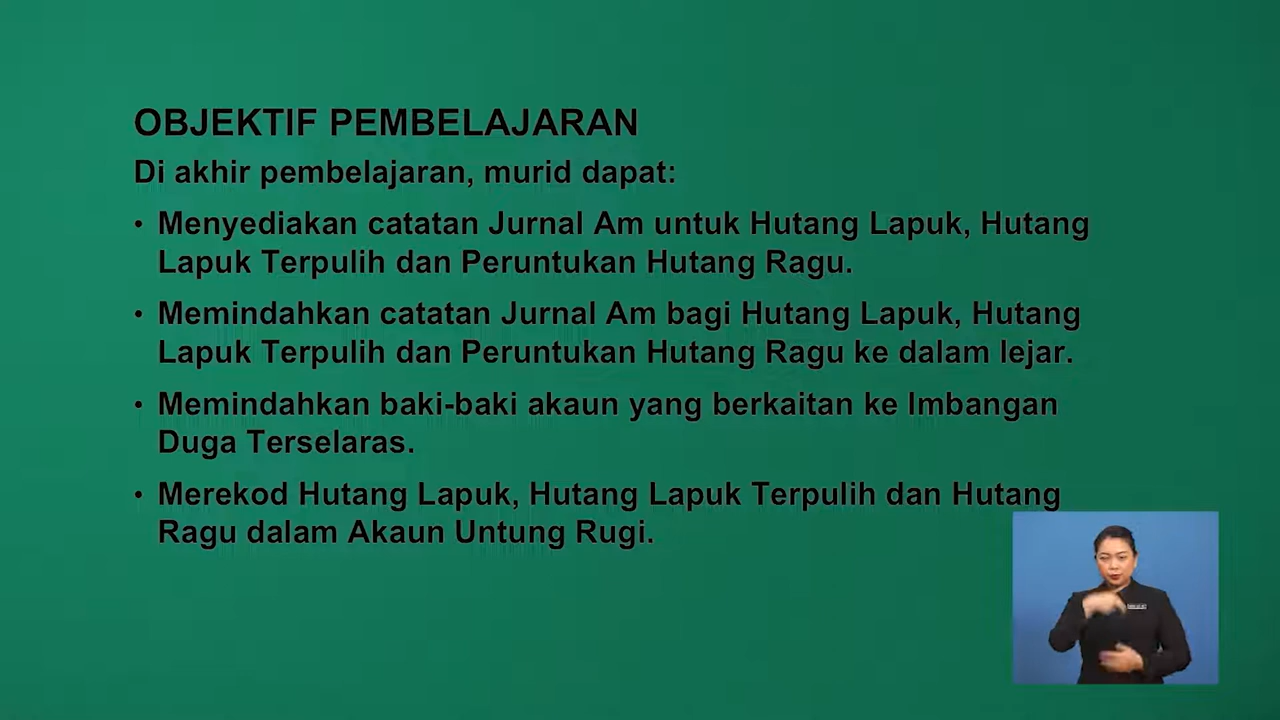 OBJEKTIF PEMBELAJARAN
Di akhir pembelajaran, murid dapat:
• Menyediakan catatan Jurnal Am untuk Hutang Lapuk, Hutang
Lapuk Terpulih dan Peruntukan Hutang Ragu.
• Memindahkan catatan Jurnal Am bagi Hutang Lapuk, Hutang
Lapuk Terpulih dan Peruntukan Hutang Ragu ke dalam lejar.
• Memindahkan baki-baki akaun yang berkaitan ke Imbangan
Duga Terselaras.
• Merekod Hutang Lapuk, Hutang Lapuk Terpulih dan Hutang
Ragu dalam Akaun Untung Rugi.